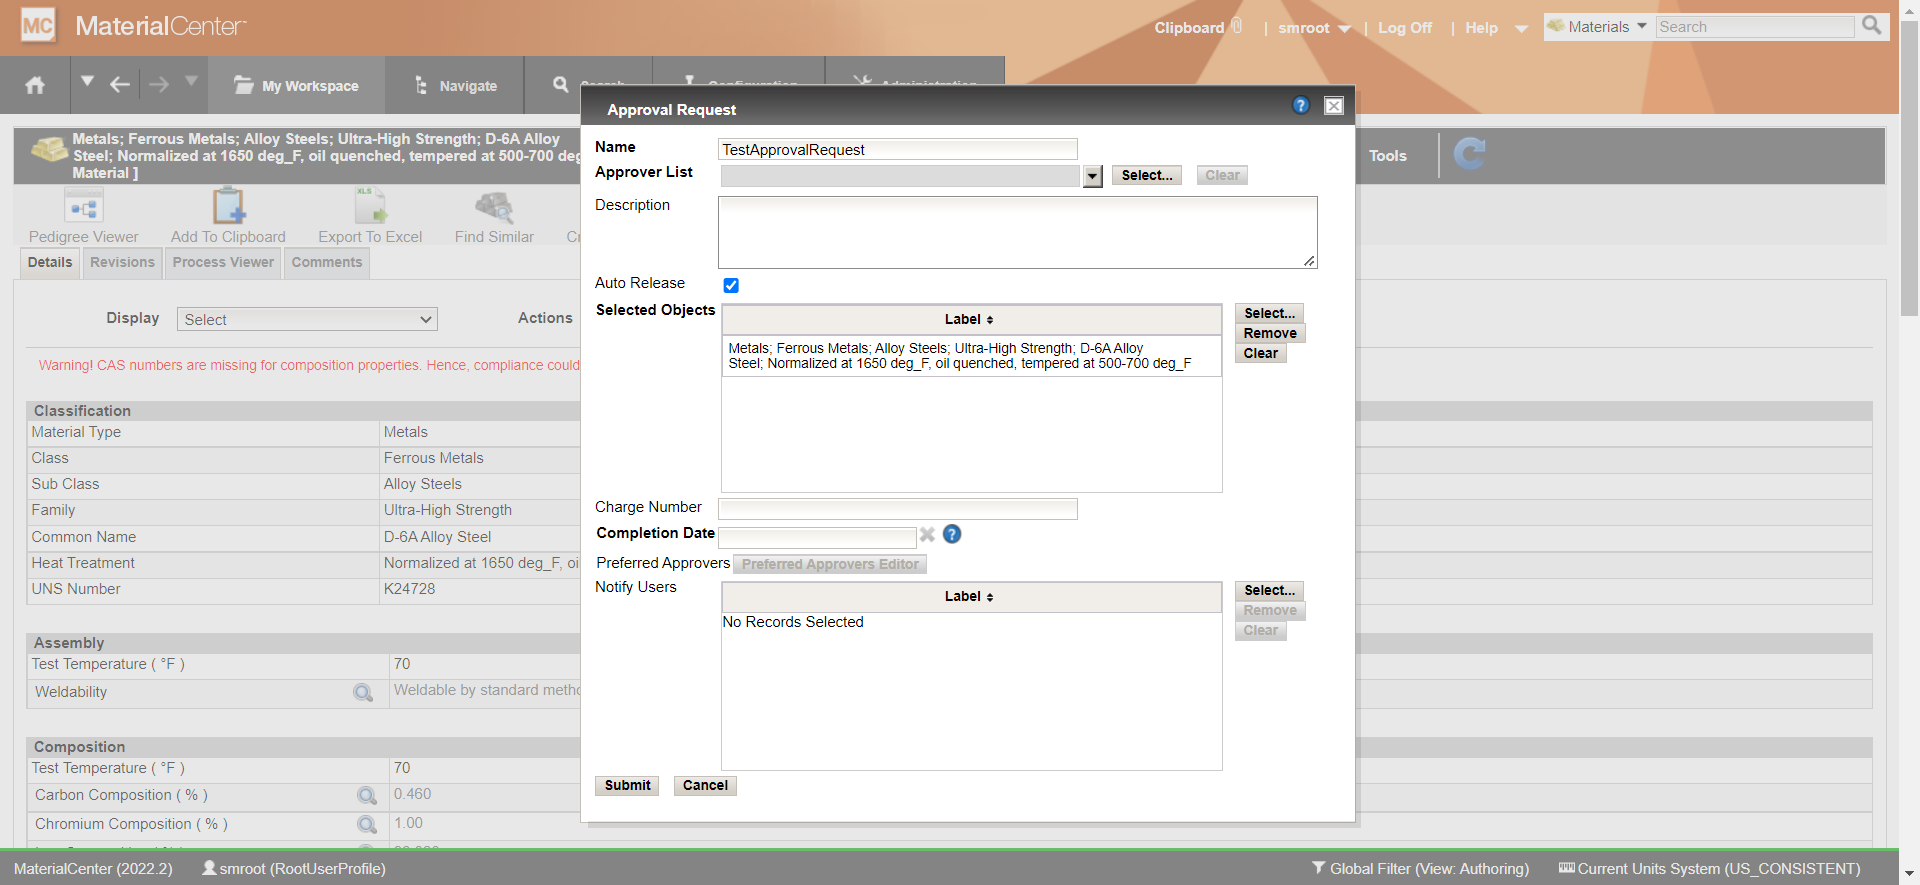 MC MaterialCenter
Clipboard | smroot | Log Off | Help Materials Search
My Workspace Navigate
Metals; Ferrous Metals; Alloy Steels; Ultra-High Strength; D-6A Alloy
Steel; Normalized at 1650 deg_F, oil quenched, tempered at 500-700 deg
Material ]
Tools
Pedigree Viewer Add To Clipboard Export To Excel Find Similar
XLS
Details Revisions Process Viewer Comments
Display Select Actions
Warning! CAS numbers are missing for composition properties. Hence, compliance could
Classification
Material Type Metals
Class Ferrous Metals
Sub Class Alloy Steels
Family Ultra-High Strength
Common Name D-6A Alloy Steel
Heat Treatment Normalized at 1650 deg_F, oi
UNS Number K24728
Assembly
Test Temperature ( °F ) 70
Weldability Weldable by standard metho
Composition
Test Temperature ( °F ) 70
Carbon Composition ( % ) 0.460
Chromium Composition ( % ) 1.00
Approval Request
Name TestApprovalRequest
Approver List Select... Clear
Description
Auto Release
Selected Objects Label
Metals; Ferrous Metals; Alloy Steels; Ultra-High Strength; D-6A Alloy
Steel; Normalized at 1650 deg_F, oil quenched, tempered at 500-700 deg_F
Select...
Remove
Clear
Charge Number
Completion Date
Preferred Approvers Preferred Approvers Editor
Notify Users Label
No Records Selected
Select...
Remove
Clear
Submit Cancel
MaterialCenter (2022.2) smroot (RootUserProfile) Global Filter (View: Authoring) Current Units System (US_CONSISTENT)